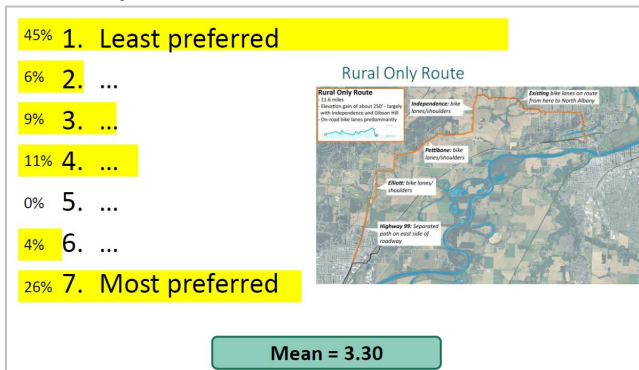 45% 1. Least preferred
6% 2. ...
9% 3. ...
11% 4. ...
0% 5. ...
4% 6. ...
26% 7. Most preferred
Rural Only Route
Rural Only Route
- 11.6 miles
- Elevation gain of about 250' - largely
with Independence and Gibson Hill
- On road bike lanes predominantly
Independence: bike
lanes/shoulders
Existing bike lanes on route
from here to North Albany
Pettibone: bike
lanes/shoulders
Elliott: bike lanes/
shoulders
Highway 99: Separated
path on east side of
roadway
Mean = 3.30